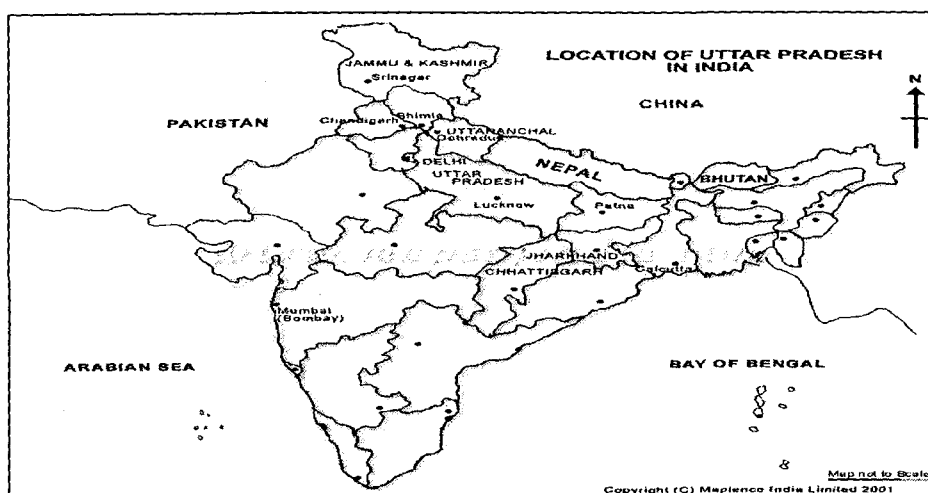 LOCATION OF UTTAR PRADESH
IN INDIA
N
JAMMU & KASHMIR
Srinagar
CHINA
PAKISTAN
Chandigarh
Shimla
UTTARANCHAL
Dehradun
DELHI
NEPAL
BHUTAN
UTTAR
PRADESH
Lucknow
Patna
JHARKHAND
CHHATTISGARH
Calcutta
Mumbai
(Bombay)
ARABIAN SEA
BAY OF BENGAL
Map not to Scale
Copyright (C) Maplence India Limited 2001